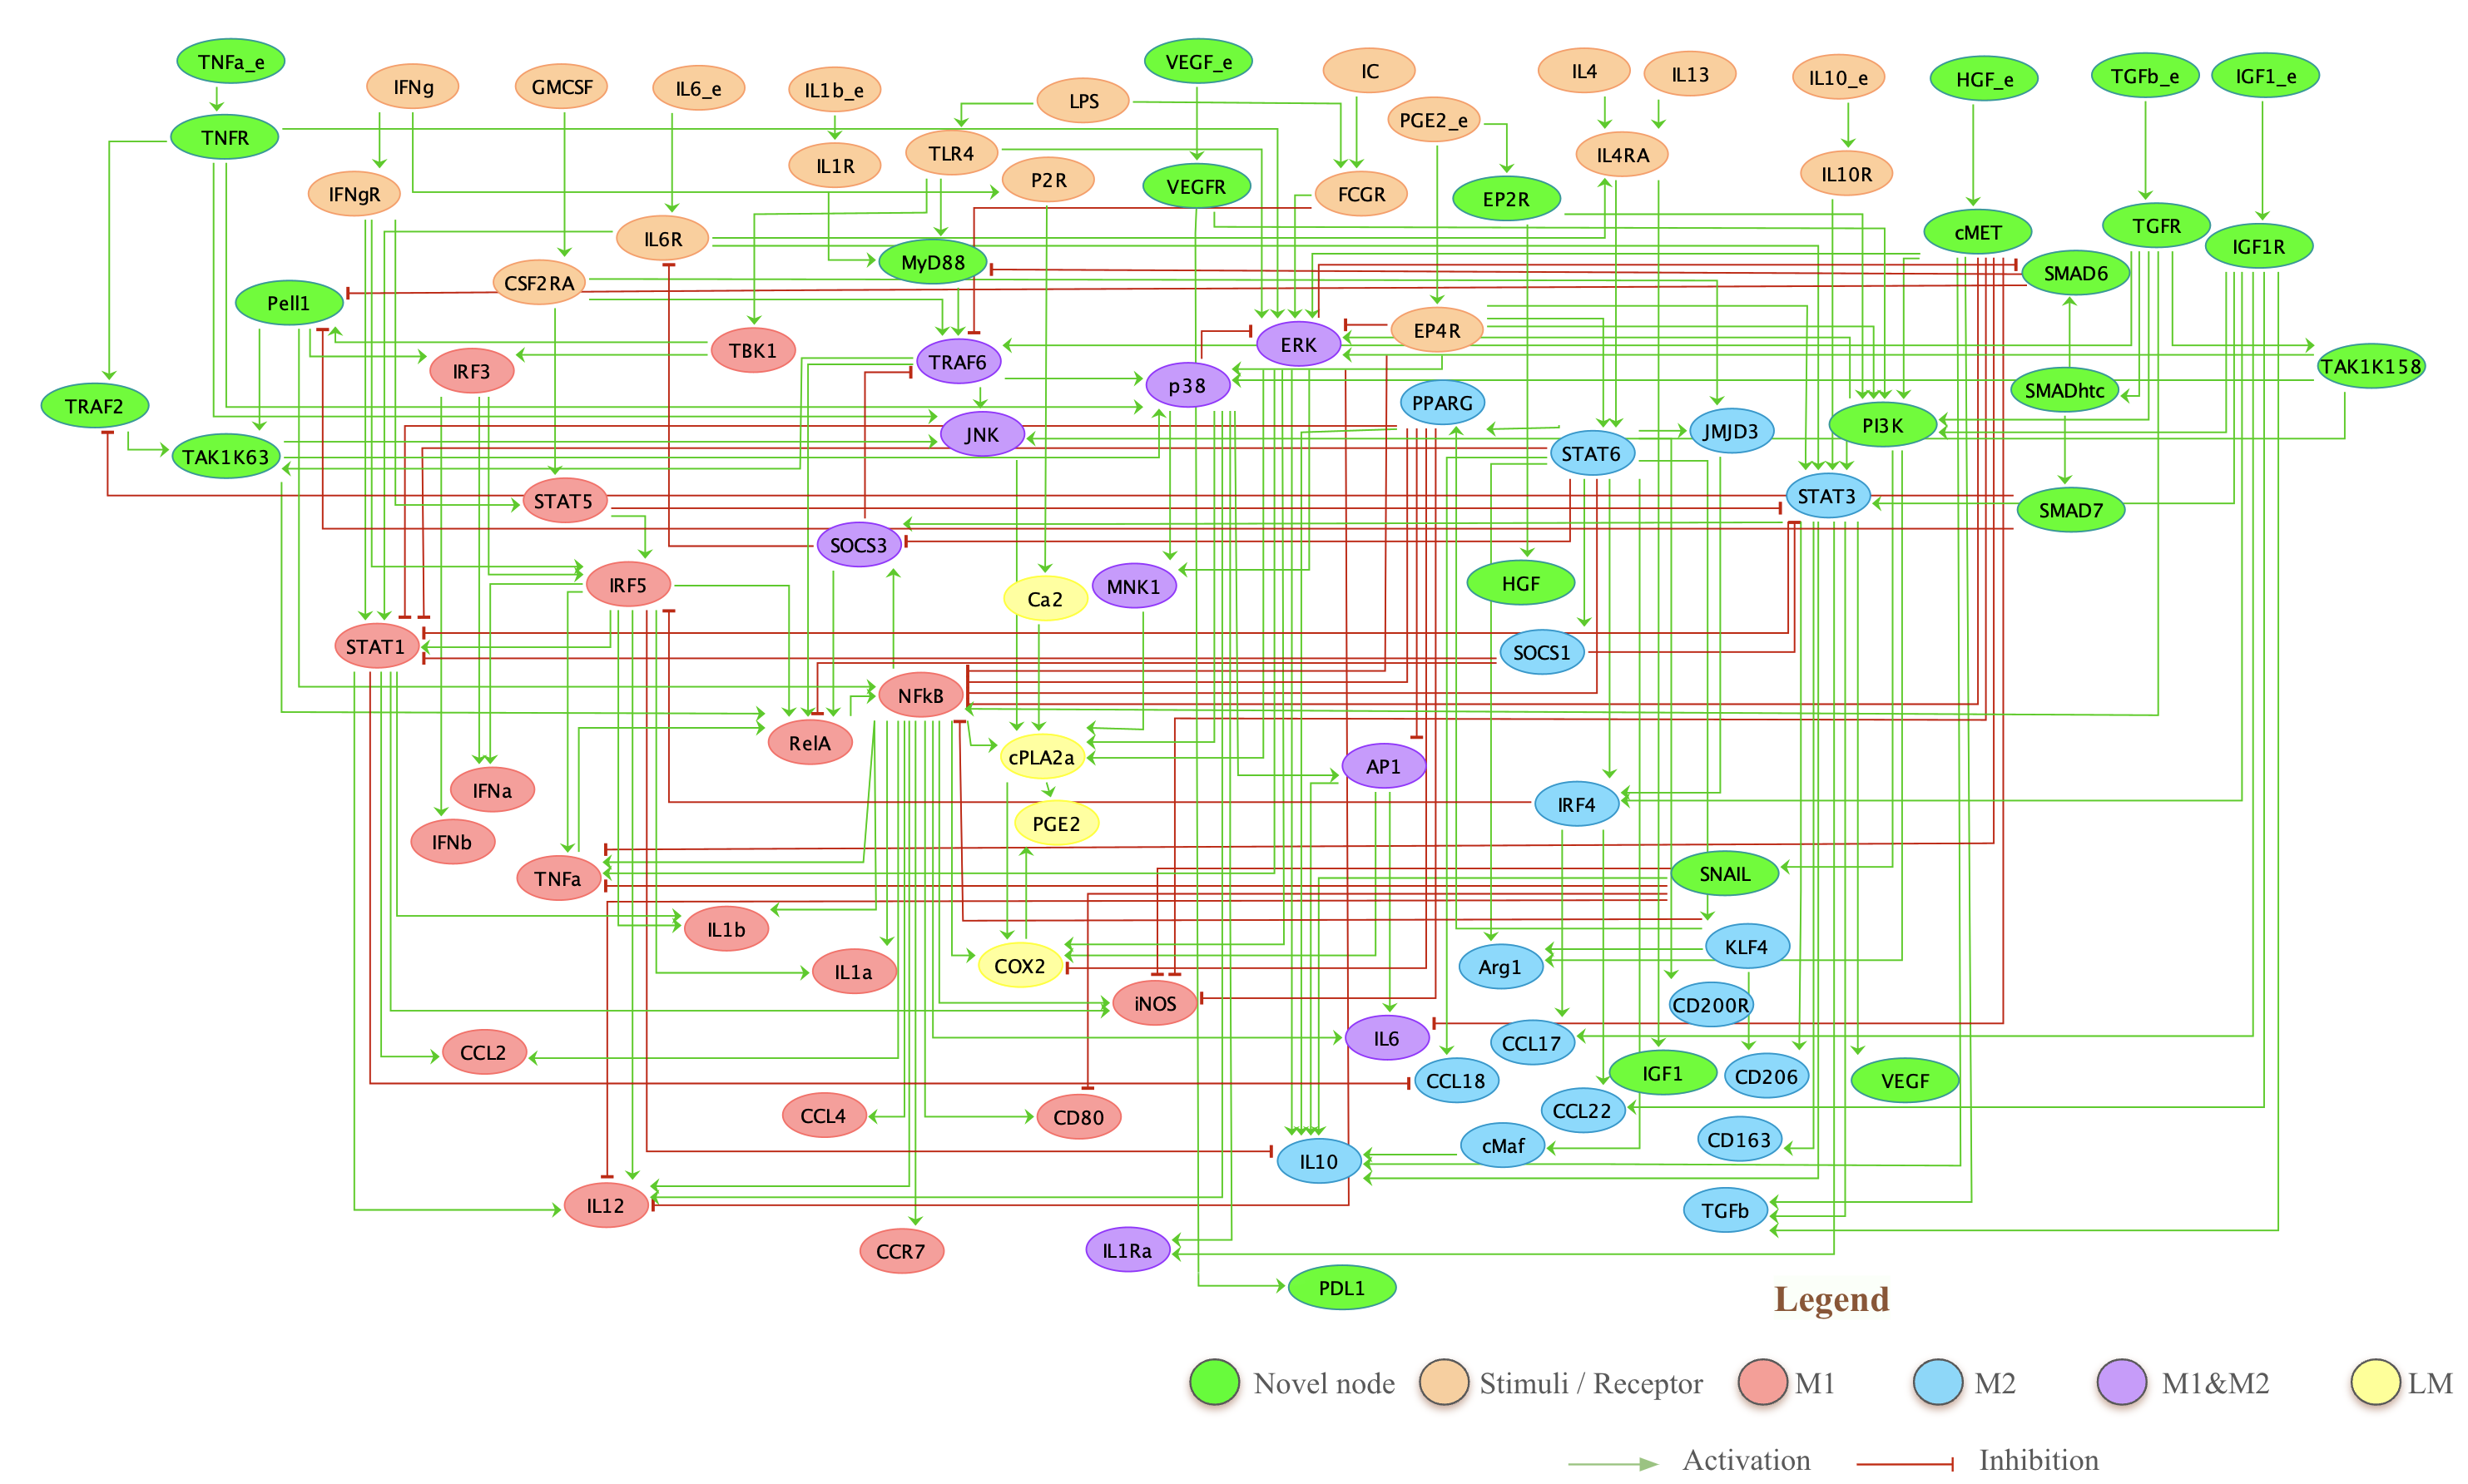 TNFa_e
IFNg
GMCSF
IL6_e
IL1b_e
LPS
VEGF_e
IC
IL4
IL13
IL10_e
HGF_e
TGFb_e
IGF1_e
TNFR
IL1R
TLR4
P2R
PGE2_e
IL4RA
IL10R
IFNgR
VEGFR
FCGR
EP2R
IL6R
cMET
TGFR
IGF1R
CSF2RA
MyD88
SMAD6
Pell1
TBK1
ERK
EP4R
IRF3
TRAF6
p38
TAK1K158
TRAF2
PPARG
SMADhtc
JNK
JMJD3
PI3K
TAK1K63
STAT6
STAT5
STAT3
SMAD7
SOCS3
IRF5
Ca2
MNK1
HGF
STAT1
SOCS1
NFkB
RelA
cPLA2a
AP1
IFNa
IRF4
IFNb
PGE2
TNFa
SNAIL
IL1b
KLF4
IL1a
COX2
Arg1
iNOS
CD200R
CCL2
IL6
CCL17
CCL18
IGF1
CD206
VEGF
CCL4
CD80
CCL22
CD163
IL10
cMaf
IL12
TGFb
CCR7
IL1Ra
PDL1
Legend
Novel node
Stimuli / Receptor
M1
M2
M1&M2
LM
Activation
Inhibition